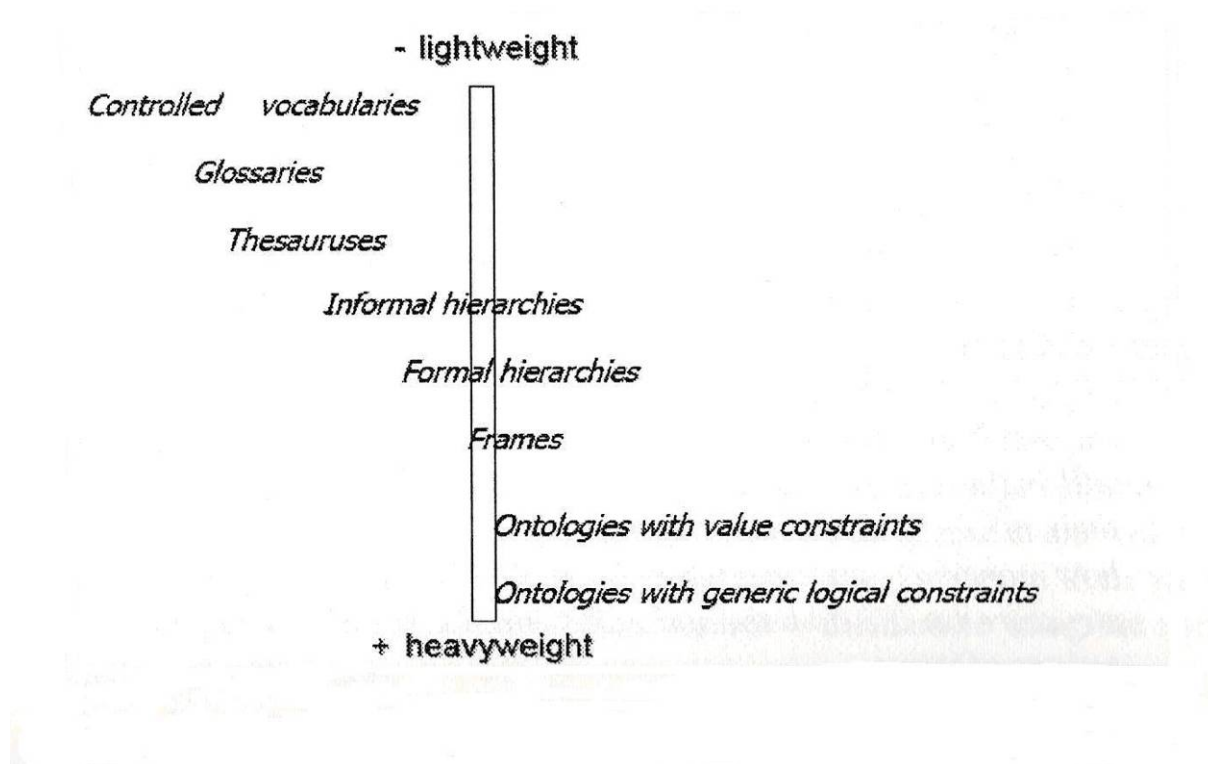 - lightweight
Controlled vocabularies
Glossaries
Thesauruses
Informal hierarchies
Formal hierarchies
Frames
Ontologies with value constraints
Ontologies with generic logical constraints
+ heavyweight